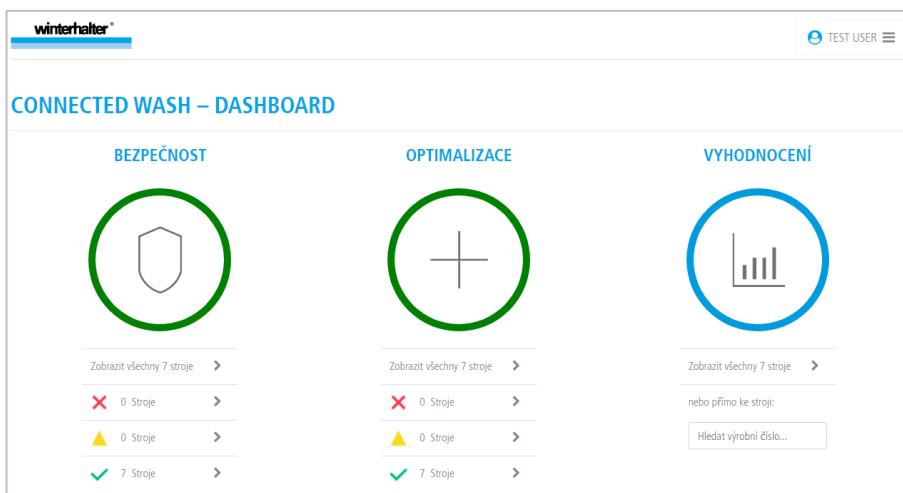 winterhalter®
TEST USER
CONNECTED WASH – DASHBOARD
BEZPEČNOST
Zobrazit všechny 7 stroje
0 Stroje
0 Stroje
7 Stroje
OPTIMALIZACE
Zobrazit všechny 7 stroje
0 Stroje
0 Stroje
7 Stroje
VYHODNOCENÍ
Zobrazit všechny 7 stroje
nebo přímo ke stroji:
Hledat výrobní číslo...